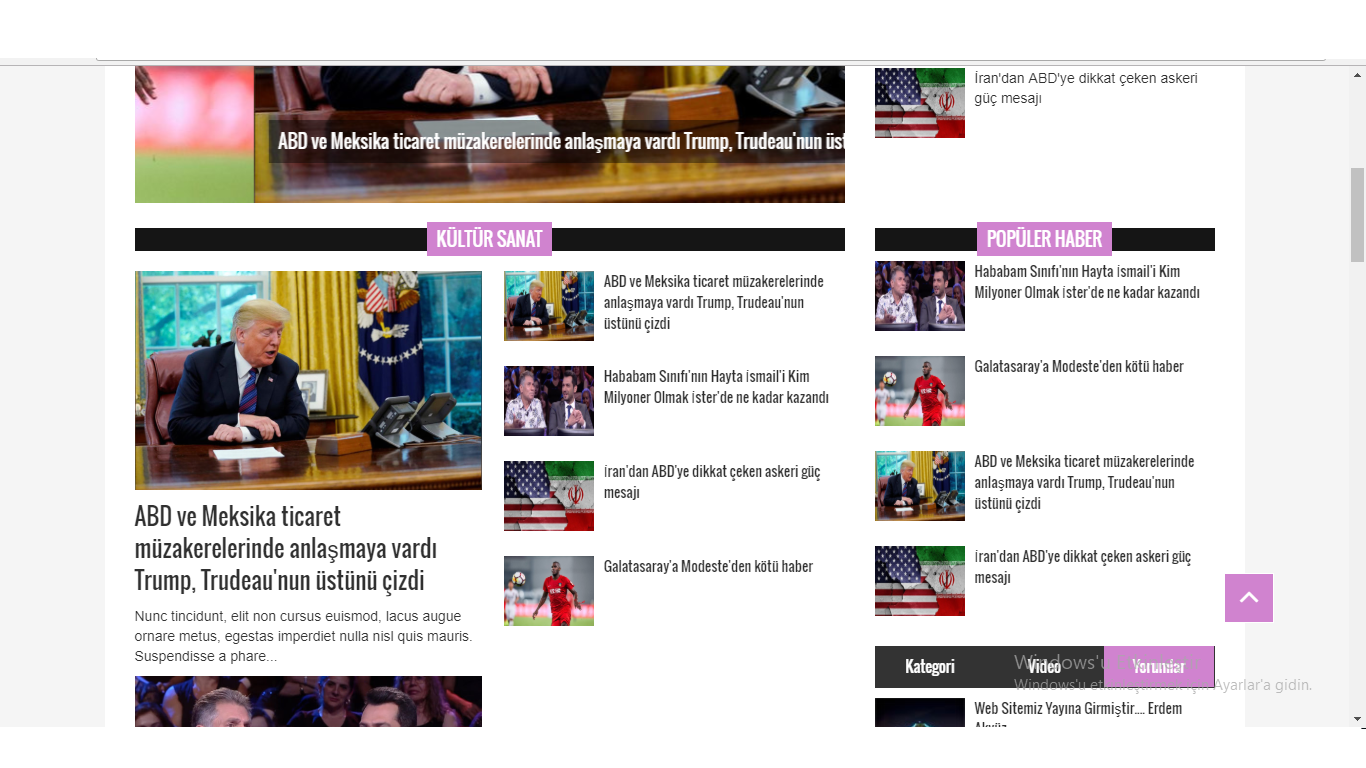 ABD ve Meksika ticaret müzakerelerinde anlaşmaya vardı Trump, Trudeau'nun üst
İran'dan ABD'ye dikkat çeken askeri
güç mesajı
KÜLTÜR SANAT
ABD ve Meksika ticaret
müzakerelerinde anlaşmaya vardı
Trump, Trudeau'nun üstünü çizdi
Nunc tincidunt, elit non cursus euismod, lacus augue
ornare metus, egestas imperdiet nulla nisl quis mauris.
Suspendisse a phare...
ABD ve Meksika ticaret müzakerelerinde
anlaşmaya vardı Trump, Trudeau'nun
üstünü çizdi
Hababam Sınıfı'nın Hayta İsmail'i Kim
Milyoner Olmak İster'de ne kadar kazandı
İran'dan ABD'ye dikkat çeken askeri güç
mesajı
Galatasaray'a Modeste'den kötü haber
POPÜLER HABER
Hababam Sınıfı'nın Hayta İsmail'i Kim
Milyoner Olmak İster'de ne kadar kazandı
Galatasaray'a Modeste'den kötü haber
ABD ve Meksika ticaret müzakerelerinde
anlaşmaya vardı Trump, Trudeau'nun
üstünü çizdi
İran'dan ABD'ye dikkat çeken askeri güç
mesajı
Kategori Video Yorumlar
Windows'u
Windows'u etkinleştirmek için Ayarlar'a gidin.
Web Sitemiz Yayına Girmiştir.... Erdem
Akyüz